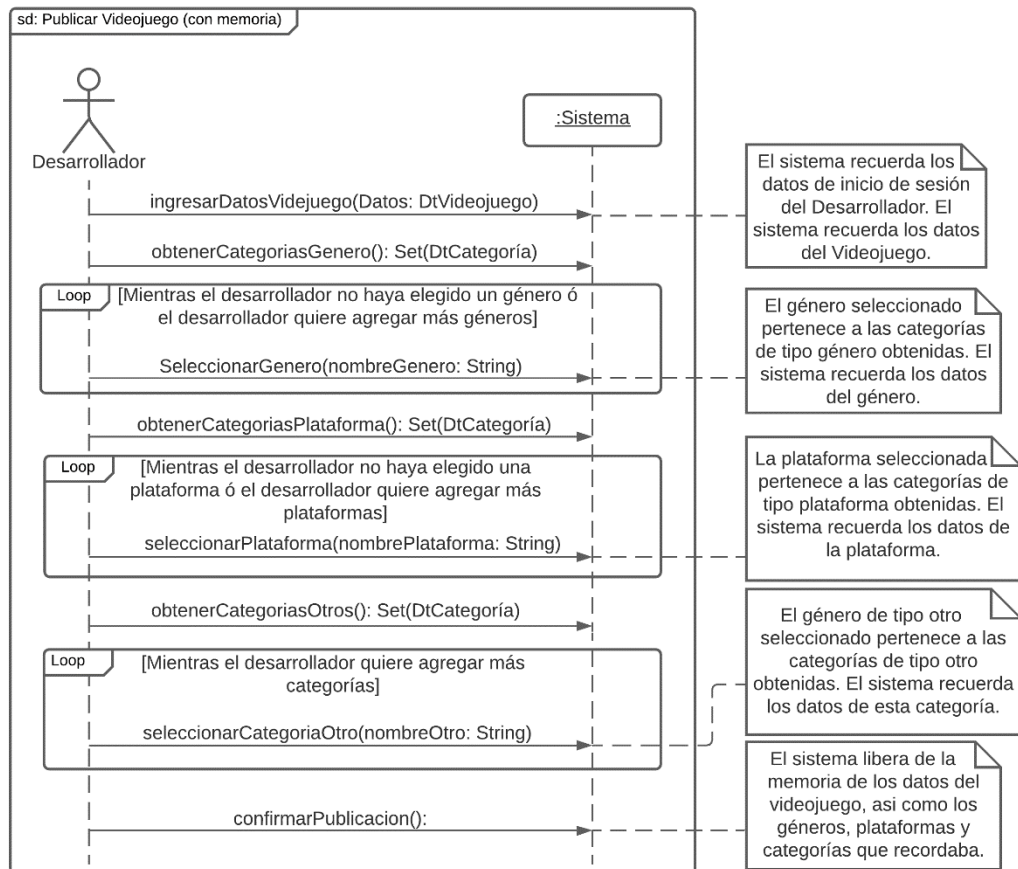 sd: Publicar Videojuego (con memoria)
:Sistema
Desarrollador
ingresarDatosVidejuego(Datos: DtVideojuego)
El sistema recuerda los
datos de inicio de sesión
del Desarrollador. El
sistema recuerda los datos
del Videojuego.
obtenerCategoriasGenero(): Set(DtCategoría)
Loop
[Mientras el desarrollador no haya elegido un género ó
el desarrollador quiere agregar más géneros]
SeleccionarGenero(nombreGenero: String)
El género seleccionado
pertenece a las categorías
de tipo género obtenidas. El
sistema recuerda los datos
del género.
obtenerCategoriasPlataforma(): Set(DtCategoría)
Loop
[Mientras el desarrollador no haya elegido una
plataforma ó el desarrollador quiere agregar más
plataformas]
seleccionarPlataforma(nombrePlataforma: String)
La plataforma seleccionada
pertenece a las categorías de
tipo plataforma obtenidas. El
sistema recuerda los datos de
la plataforma.
obtenerCategoriasOtros(): Set(DtCategoría)
Loop
[Mientras el desarrollador quiere agregar más
categorías]
seleccionarCategoriaOtro(nombreOtro: String)
El género de tipo otro
seleccionado pertenece a las
categorías de tipo otro
obtenidas. El sistema recuerda
los datos de esta categoría.
confirmarPublicacion():
El sistema libera de la
memoria de los datos del
videojuego, asi como los
géneros, plataformas y
categorías que recordaba.